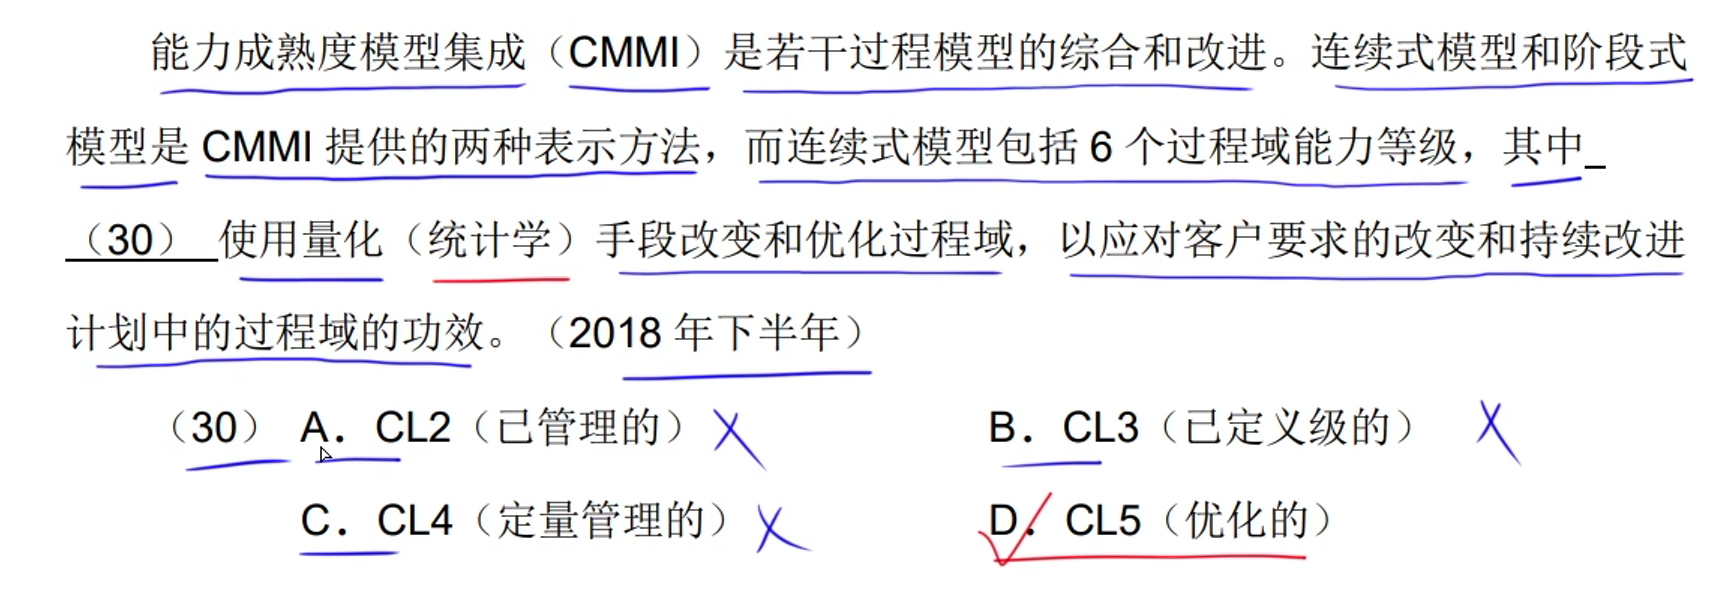 能力成熟度模型集成（CMMI）是若干过程模型的综合和改进。连续式模型和阶段式
模型是 CMMI 提供的两种表示方法，而连续式模型包括 6 个过程域能力等级，其中_
（30） 使用量化（统计学）手段改变和优化过程域，以应对客户要求的改变和持续改进
计划中的过程域的功效。（2018 年下半年）
（30） A．CL2（已管理的） B．CL3（已定义级的）
C．CL4（定量管理的） D．CL5（优化的）